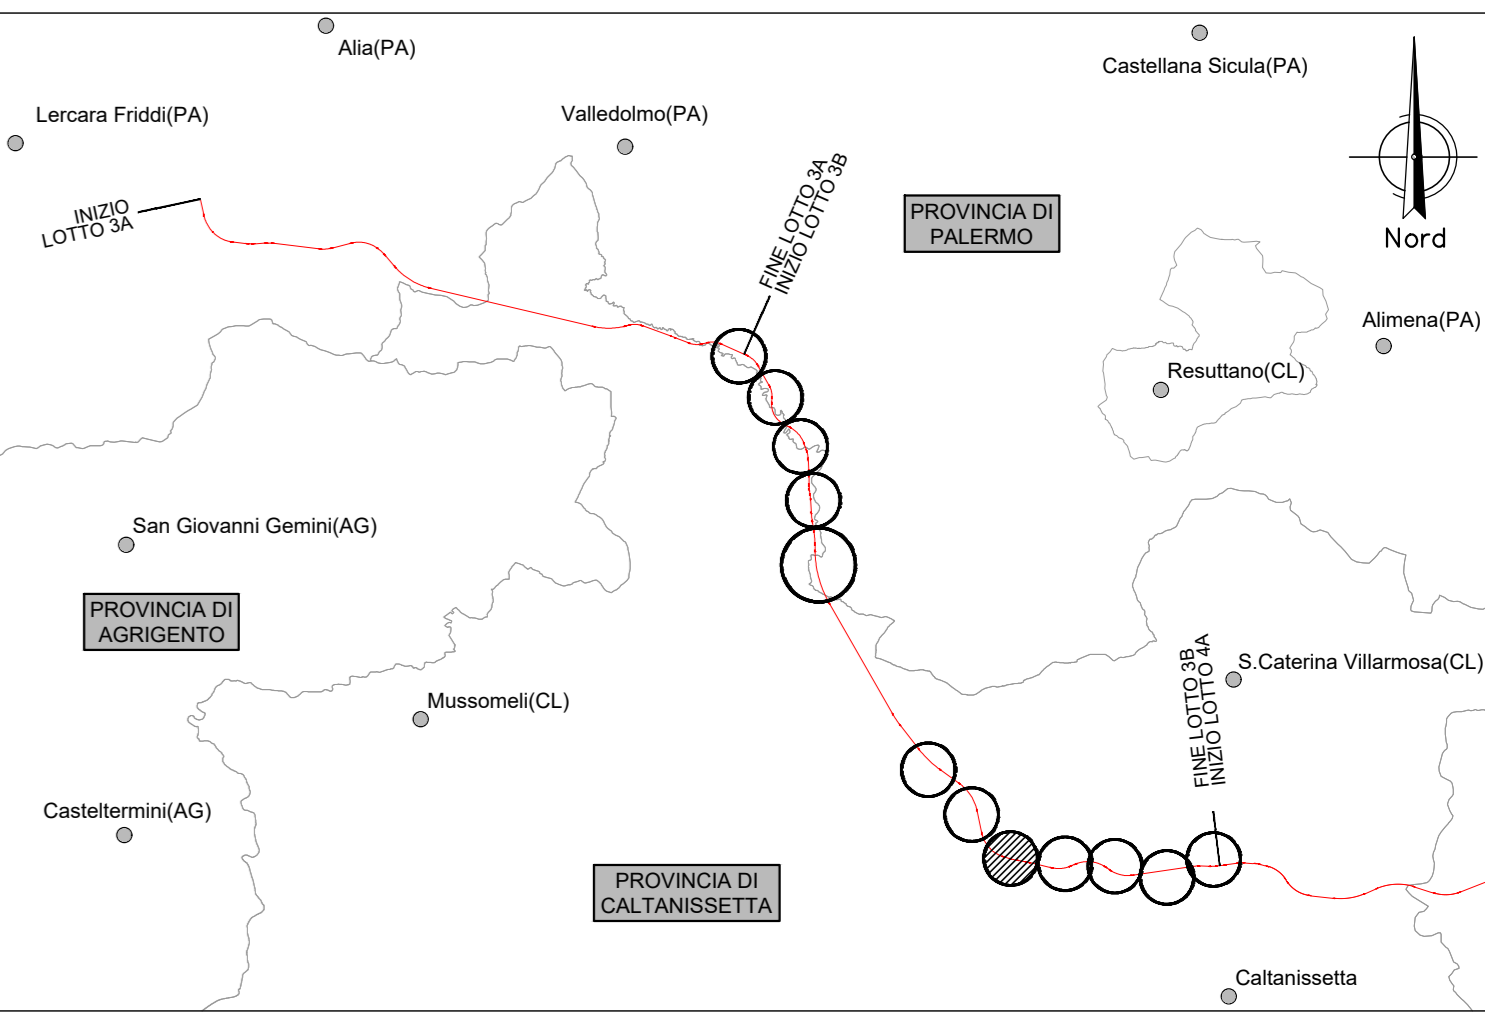 Alia(PA)
Castellana Sicula(PA)
Lercara Friddi(PA)
Valledolmo(PA)
INIZIO
LOTTO 3A
FINE LOTTO 3A
INIZIO LOTTO 3B
PROVINCIA DI
PALERMO
Nord
Alimena(PA)
Resuttano(CL)
San Giovanni Gemini(AG)
PROVINCIA DI
AGRIGENTO
FINE LOTTO 3B
INIZIO LOTTO 4A
S.Caterina Villarmosa(CL)
Mussomeli(CL)
Casteltermini(AG)
PROVINCIA DI
CALTANISSETTA
Caltanissetta